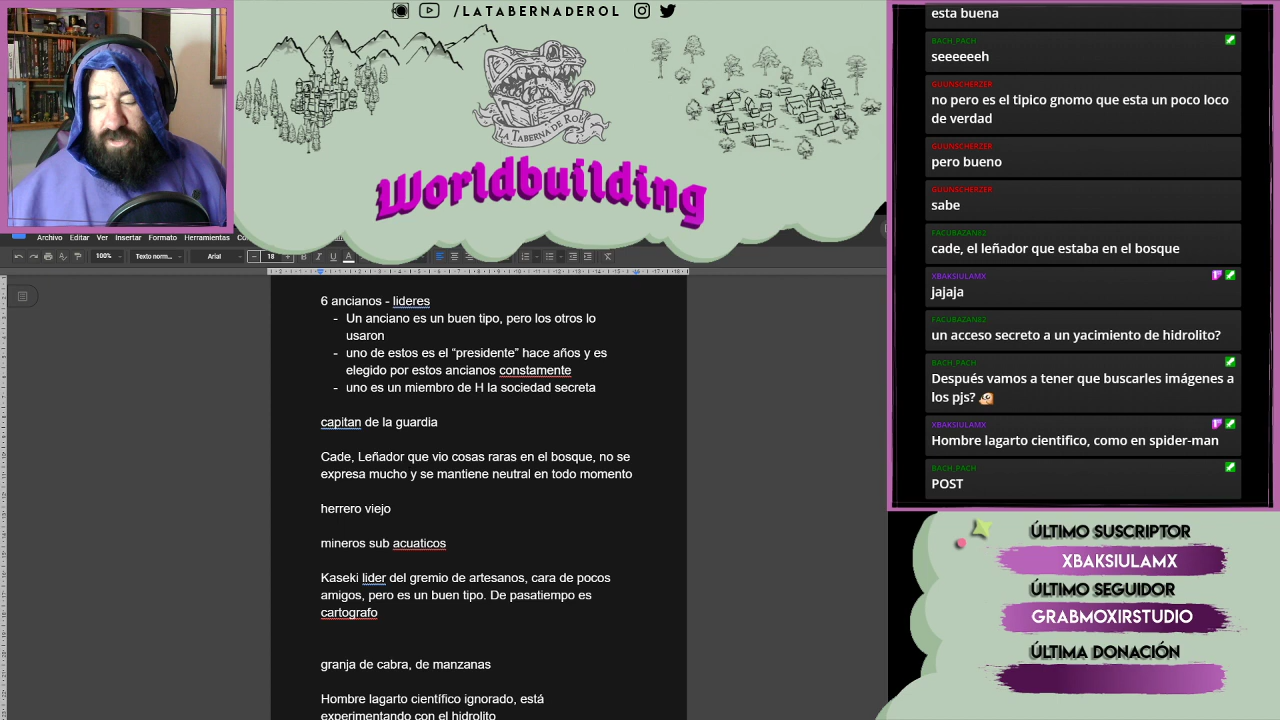 /LATABERNADEROL
LA TABERNA DE ROL
Worldbuilding
Archivo Editar Ver Insertar Formato Herramientas
100% Texto norm... Arial 18
6 ancianos - lideres
- Un anciano es un buen tipo, pero los otros lo
usaron
- uno de estos es el “presidente” hace años y es
elegido por estos ancianos constamente
- uno es un miembro de H la sociedad secreta
capitan de la guardia
Cade, Leñador que vio cosas raras en el bosque, no se
expresa mucho y se mantiene neutral en todo momento
herrero viejo
mineros sub acuaticos
Kaseki lider del gremio de artesanos, cara de pocos
amigos, pero es un buen tipo. De pasatiempo es
cartografo
granja de cabra, de manzanas
Hombre lagarto científico ignorado, está
experimentando con el hidrolito
esta buena
BACH_PACH
seeeeeeh
GUUNSCHERZER
no pero es el tipico gnomo que esta un poco loco
de verdad
GUUNSCHERZER
pero bueno
GUUNSCHERZER
sabe
FACUBAZAN82
cade, el leñador que estaba en el bosque
XBAKSIULAMX
jajaja
FACUBAZAN82
un acceso secreto a un yacimiento de hidrolito?
BACH_PACH
Después vamos a tener que buscarles imágenes a
los pjs?
XBAKSIULAMX
Hombre lagarto cientifico, como en spider-man
BACH_PACH
POST
ÚLTIMO SUSCRIPTOR
XBAKSIULAMX
ÚLTIMO SEGUIDOR
GRABMOXIRSTUDIO
ÚLTIMA DONACIÓN